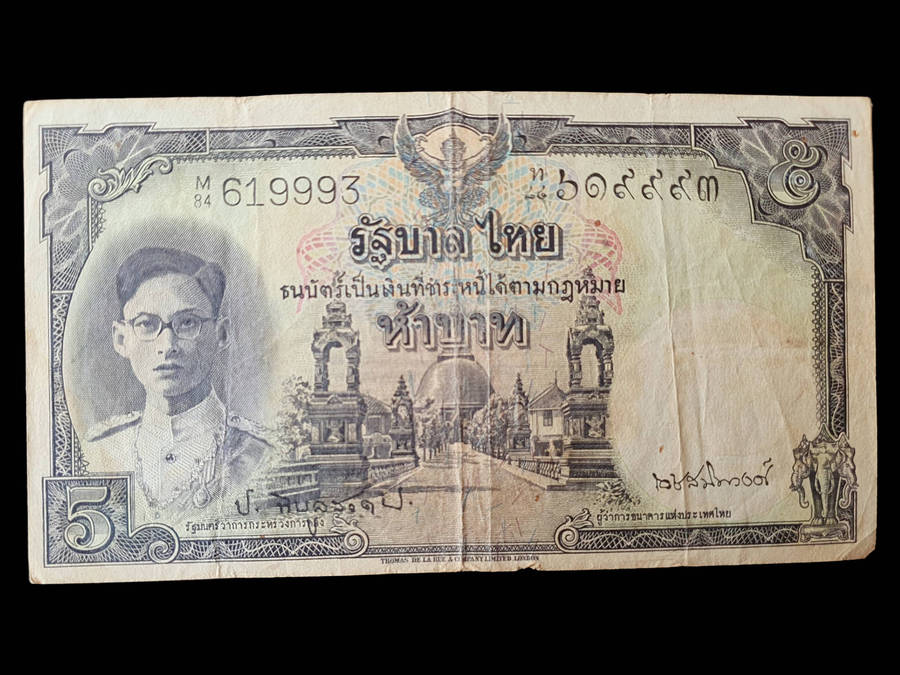 M/84 619993
ท/๘๔ ๖๑๙๙๙๓
๕
รัฐบาลไทย
ธนบัตร์เป็นเงินที่ชำระหนี้ได้ตามกฎหมาย
ห้าบาท
5
รัฐมนตรีว่าการกระทรวงการคลัง
ผู้ว่าการธนาคารแห่งประเทศไทย
THOMAS DE LA RUE & COMPANY LIMITED, LONDON